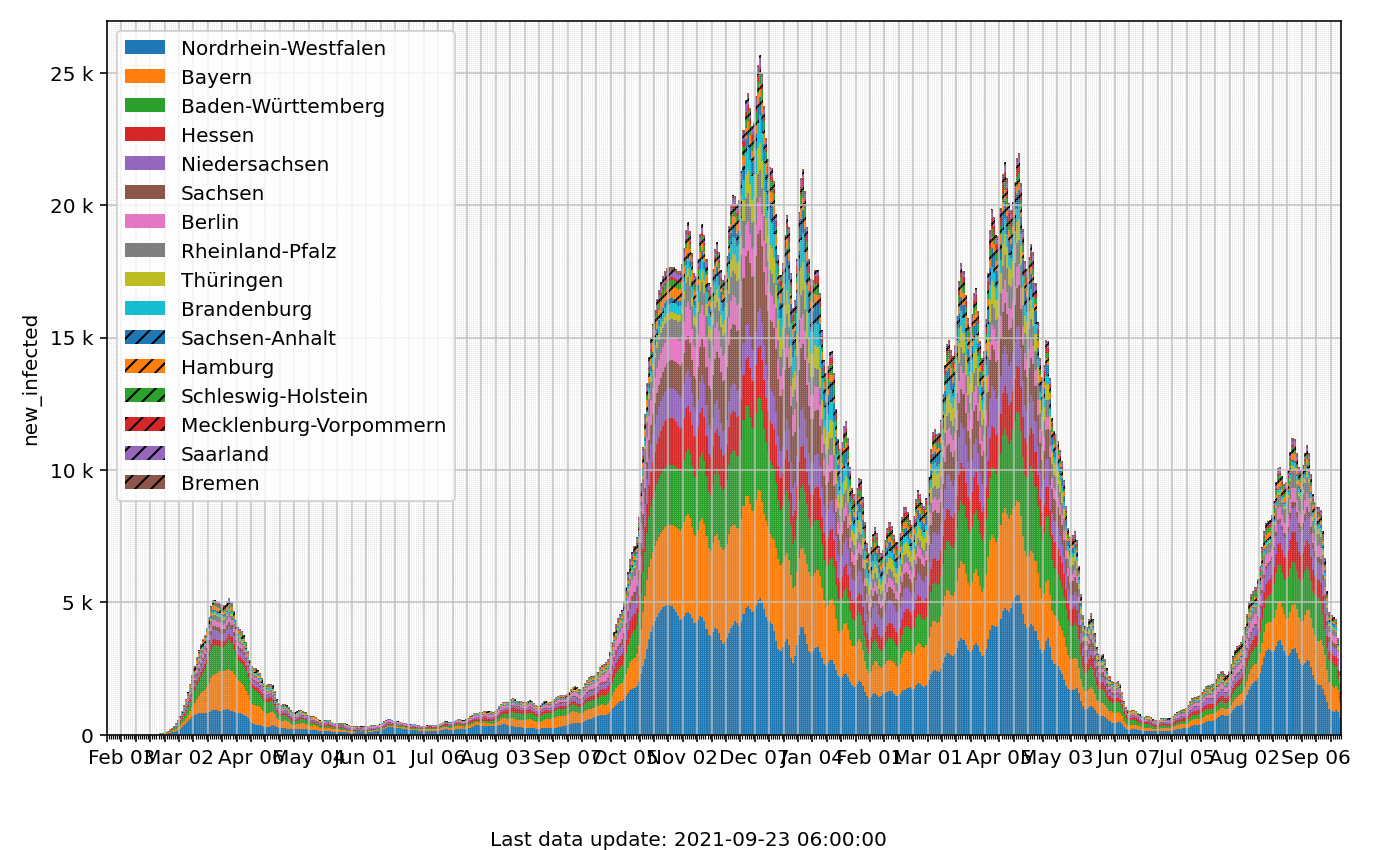 25 k
20 k
15 k
10 k
5 k
0
new_infected
Nordrhein-Westfalen
Bayern
Baden-Württemberg
Hessen
Niedersachsen
Sachsen
Berlin
Rheinland-Pfalz
Thüringen
Brandenburg
Sachsen-Anhalt
Hamburg
Schleswig-Holstein
Mecklenburg-Vorpommern
Saarland
Bremen
Feb 03 Mar 02 Apr 06 May 04 Jun 01 Jul 06 Aug 03 Sep 07 Oct 05 Nov 02 Dec 07 Jan 04 Feb 01 Mar 01 Apr 05 May 03 Jun 07 Jul 05 Aug 02 Sep 06
Last data update: 2021-09-23 06:00:00